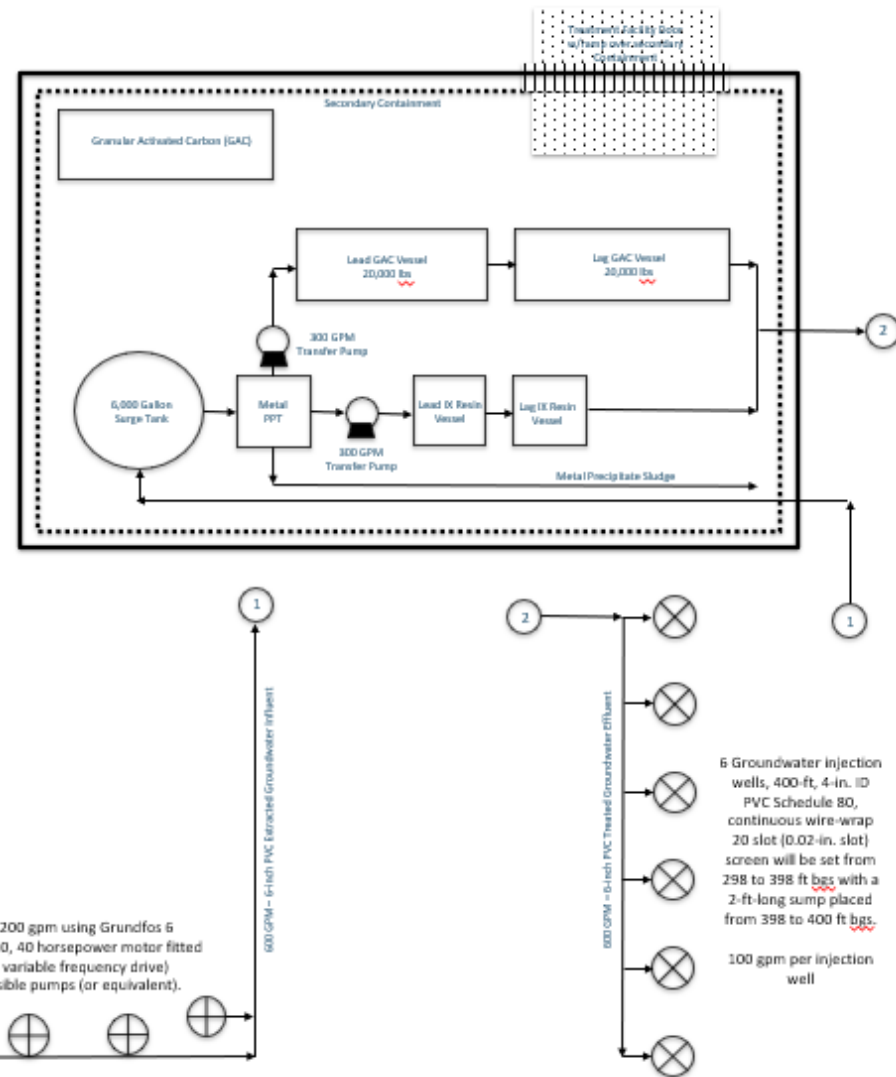 Treatment Facility Door
w/ramp over secondary
Containment
Secondary Containment
Granular Activated Carbon (GAC)
Lead GAC Vessel
20,000 lbs
Lag GAC Vessel
20,000 lbs
2
300 GPM
Transfer Pump
6,000 Gallon
Surge Tank
Metal
PPT
Lead IX Resin
Vessel
Lag IX Resin
Vessel
300 GPM
Transfer Pump
Metal Precipitate Sludge
1
2
1
600 GPM – 6-inch PVC Extracted Groundwater Influent
600 GPM – 6-inch PVC Treated Groundwater Effluent
6 Groundwater injection
wells, 400-ft, 4-in. ID
PVC Schedule 80,
continuous wire-wrap
20 slot (0.02-in. slot)
screen will be set from
298 to 398 ft bgs with a
2-ft-long sump placed
from 398 to 400 ft bgs.
100 gpm per injection
well
200 gpm using Grundfos 6
0, 40 horsepower motor fitted
variable frequency drive)
sible pumps (or equivalent).